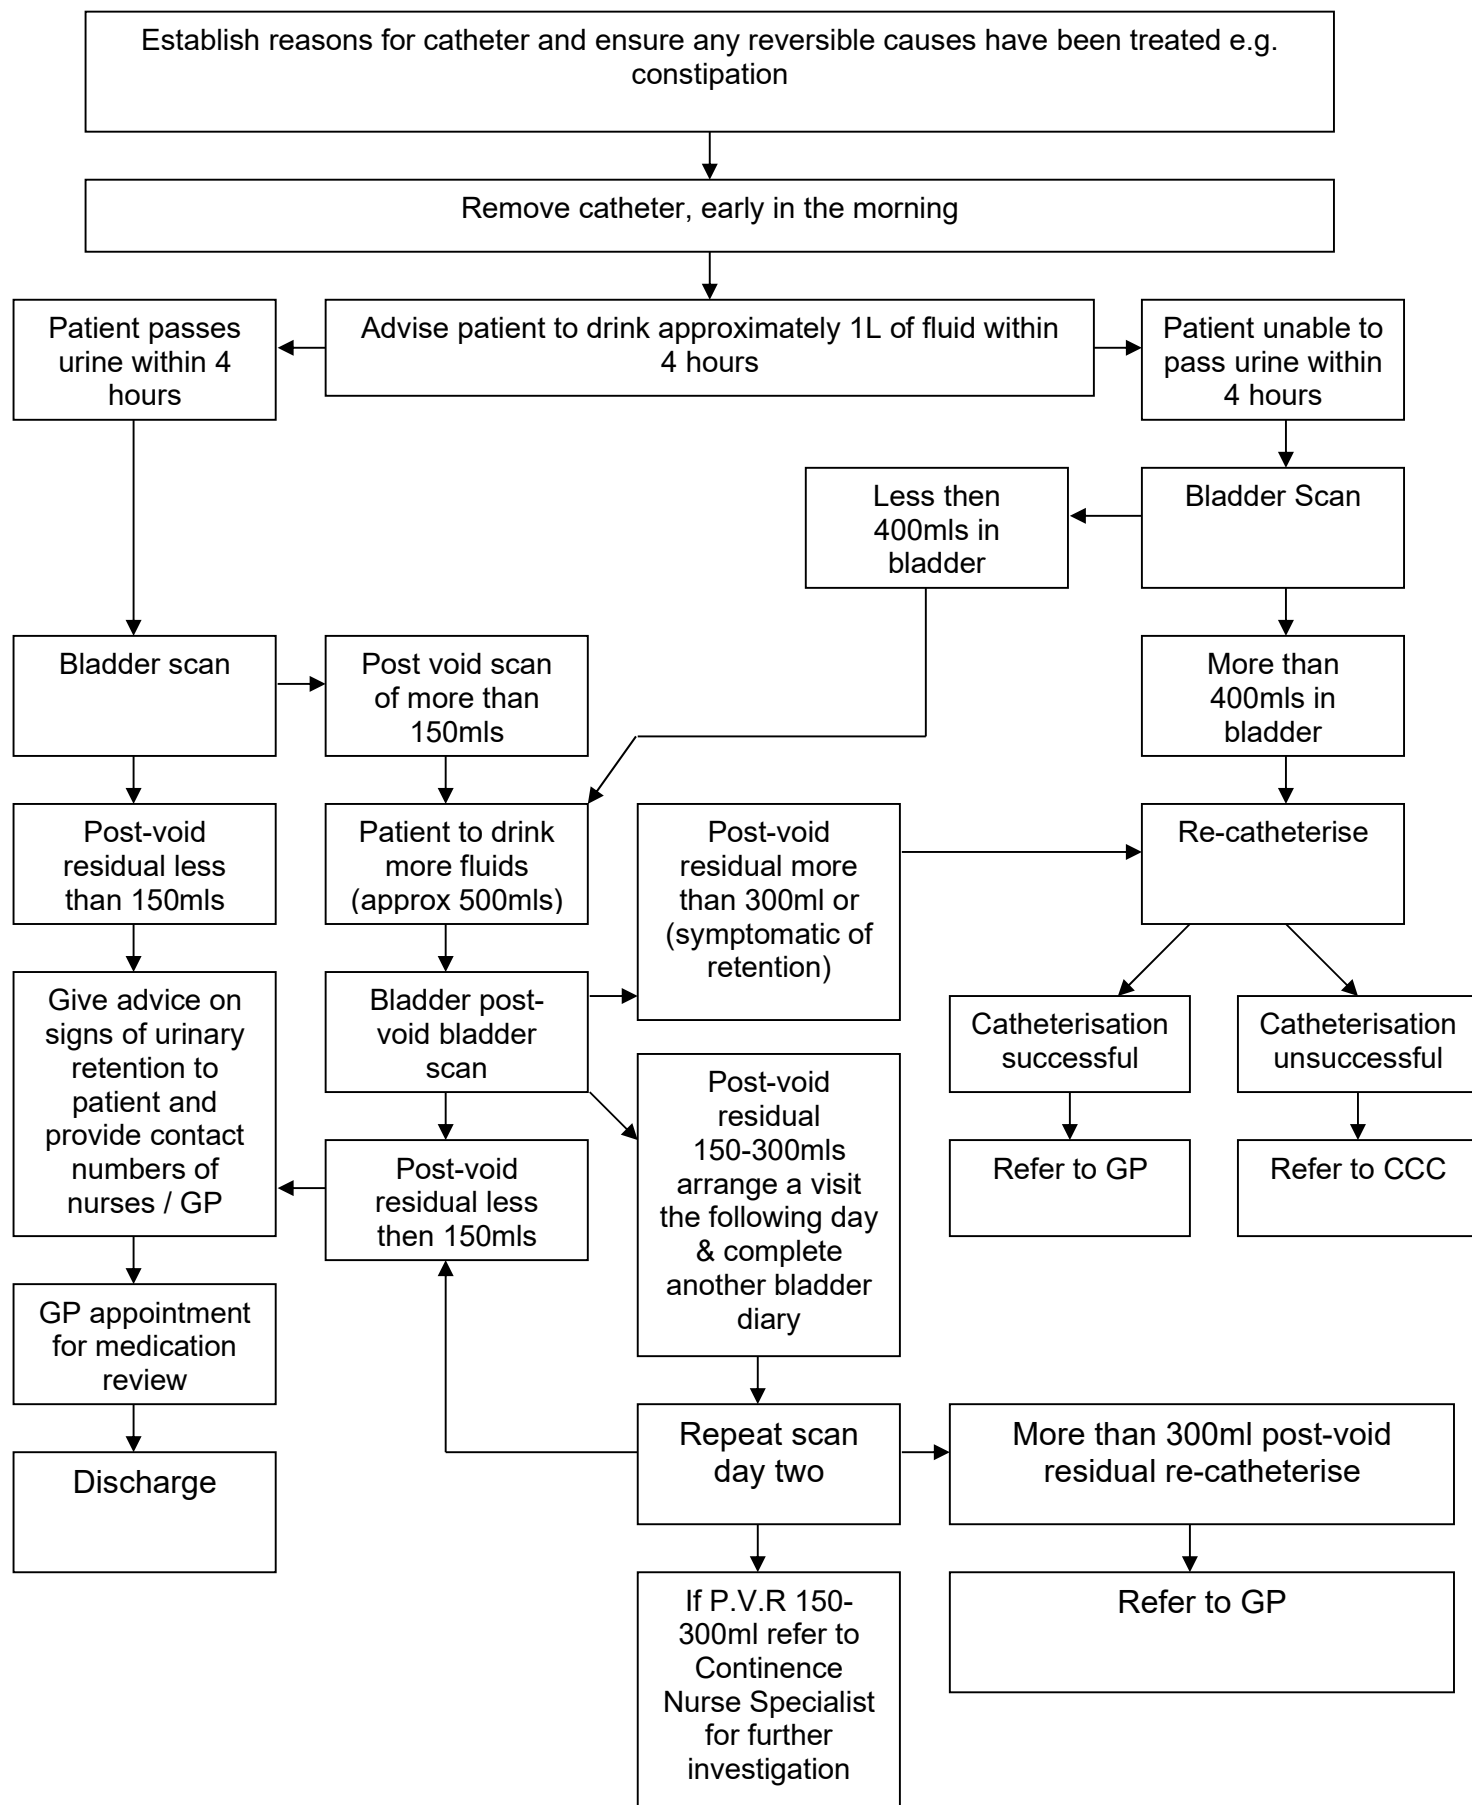 Establish reasons for catheter and ensure any reversible causes have been treated e.g.
constipation
Remove catheter, early in the morning
Patient passes
urine within 4
hours
Advise patient to drink approximately 1L of fluid within
4 hours
Patient unable to
pass urine within
4 hours
Less then
400mls in
bladder
Bladder Scan
Bladder scan
Post void scan
of more than
150mls
More than
400mls in
bladder
Post-void
residual less
than 150mls
Patient to drink
more fluids
(approx 500mls)
Post-void
residual more
than 300ml or
(symptomatic of
retention)
Re-catheterise
Give advice on
signs of urinary
retention to
patient and
provide contact
numbers of
nurses / GP
Bladder post-
void bladder
scan
Catheterisation
successful
Catheterisation
unsuccessful
Post-void
residual
150-300mls
arrange a visit
the following day
& complete
another bladder
diary
Post-void
residual less
then 150mls
Refer to GP
Refer to CCC
GP appointment
for medication
review
Repeat scan
day two
More than 300ml post-void
residual re-catheterise
Discharge
If P.V.R 150-
300ml refer to
Continence
Nurse Specialist
for further
investigation
Refer to GP